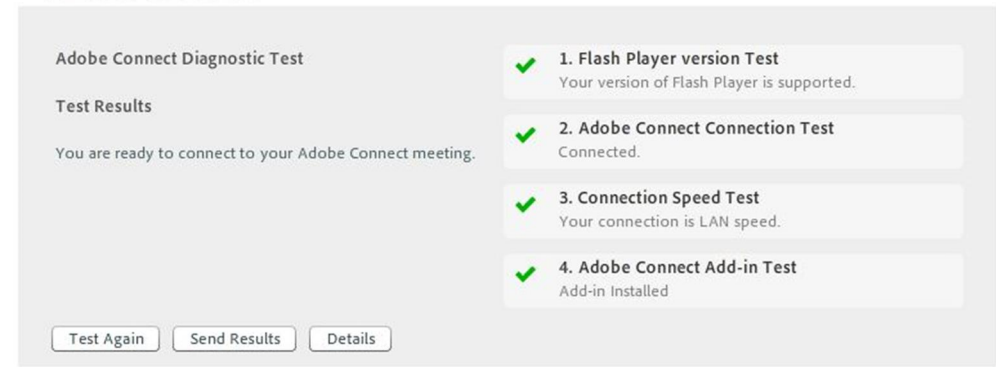 Adobe Connect Diagnostic Test
Test Results
You are ready to connect to your Adobe Connect meeting.
1. Flash Player version Test
Your version of Flash Player is supported.
2. Adobe Connect Connection Test
Connected.
3. Connection Speed Test
Your connection is LAN speed.
4. Adobe Connect Add-in Test
Add-in Installed
Test Again
Send Results
Details